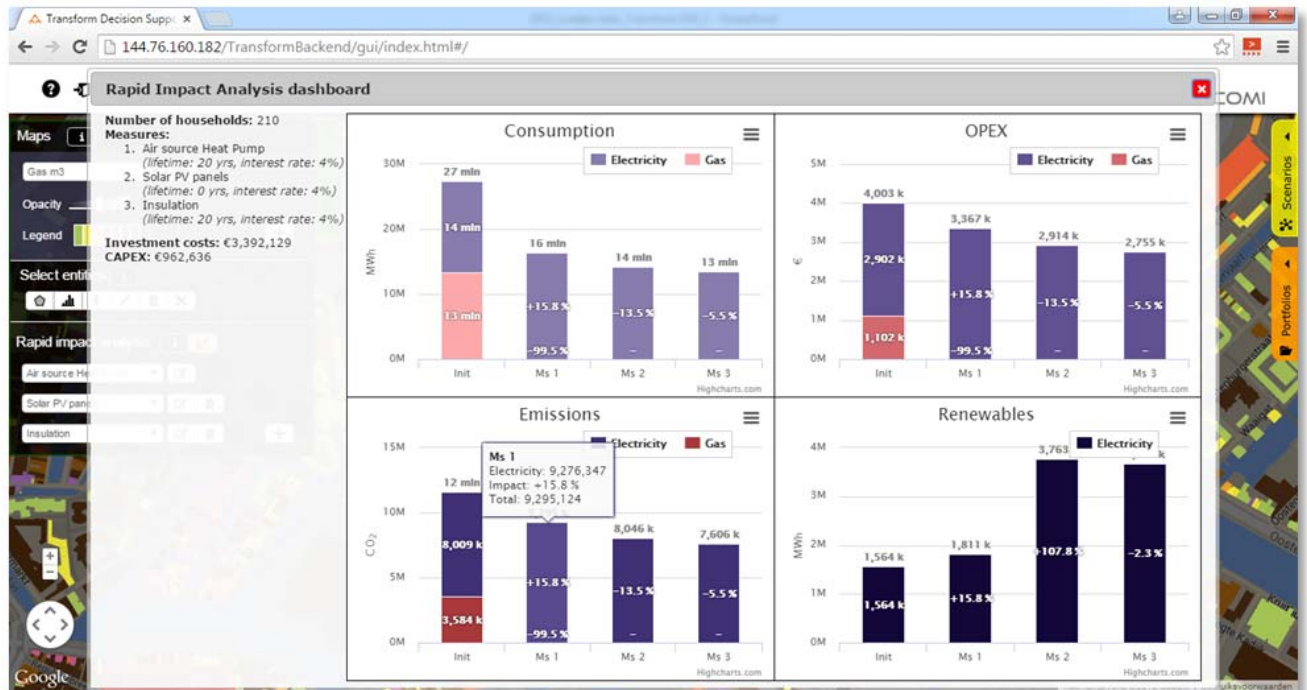 Transform Decision Suppo
144.76.160.182/TransformBackend/gui/index.html#/
Rapid Impact Analysis dashboard
COMI
Maps
Gas m3
Opacity
Legend
Select entiti
Rapid impac
Air source He
Solar PV pane
Insulation
Google
Number of households: 210
Measures:
1. Air source Heat Pump
(lifetime: 20 yrs, interest rate: 4%)
2. Solar PV panels
(lifetime: 0 yrs, interest rate: 4%)
3. Insulation
(lifetime: 20 yrs, interest rate: 4%)
Investment costs: €3,392,129
CAPEX: €962,636
Consumption
Electricity Gas
30M
20M
10M
0M
MWh
27 mln
14 mln
13 mln
16 mln
+15.8 %
-99.5 %
14 mln
-13.5 %
–
13 mln
-5.5 %
–
Init Ms 1 Ms 2 Ms 3
Highcharts.com
OPEX
Electricity Gas
5M
4M
3M
2M
1M
0M
€
4,003 k
2,902 k
1,102 k
3,367 k
+15.8 %
-99.5 %
2,914 k
-13.5 %
–
2,755 k
-5.5 %
–
Init Ms 1 Ms 2 Ms 3
Highcharts.com
Emissions
Electricity Gas
15M
10M
5M
0M
CO2
12 mln
8,009 k
3,584 k
Ms 1
Electricity: 9,276,347
Impact: +15.8 %
Total: 9,295,124
+15.8 %
-99.5 %
8,046 k
-13.5 %
–
7,606 k
-5.5 %
–
Init Ms 1 Ms 2 Ms 3
Highcharts.com
Renewables
Electricity
4M
3M
2M
1M
0M
MWh
1,564 k
1,564 k
1,811 k
+15.8 %
3,763
+107.8 %
-2.3 %
Init Ms 1 Ms 2 Ms 3
Highcharts.com
Scenarios
Portfolios